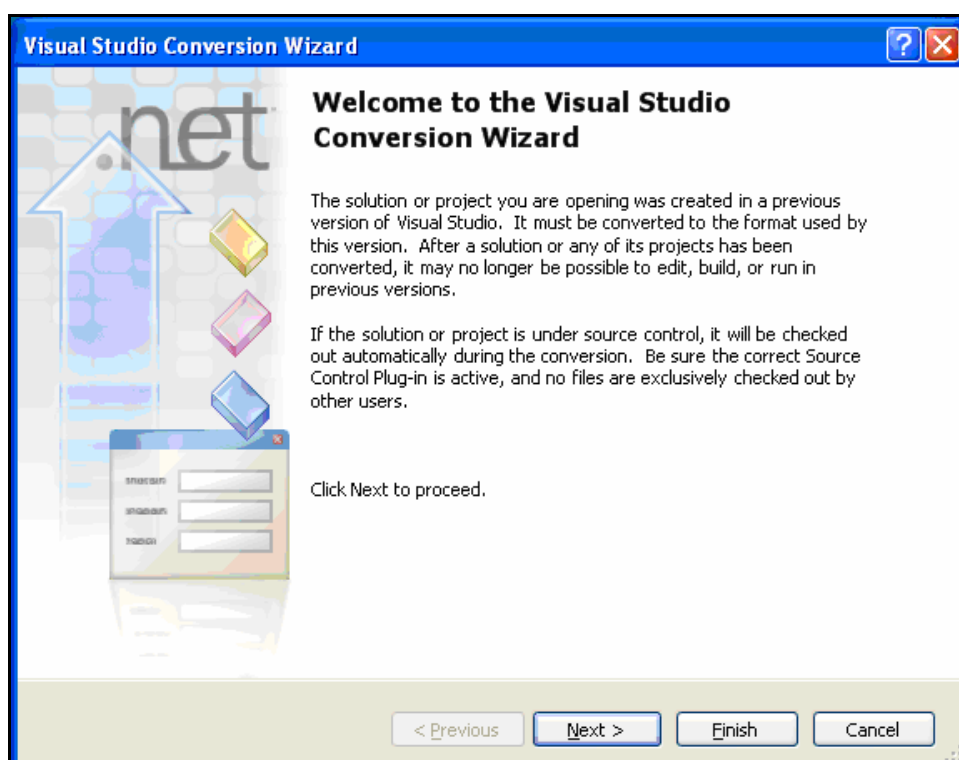 Visual Studio Conversion Wizard
.net
Welcome to the Visual Studio
Conversion Wizard
The solution or project you are opening was created in a previous
version of Visual Studio. It must be converted to the format used by
this version. After a solution or any of its projects has been
converted, it may no longer be possible to edit, build, or run in
previous versions.
If the solution or project is under source control, it will be checked
out automatically during the conversion. Be sure the correct Source
Control Plug-in is active, and no files are exclusively checked out by
other users.
Click Next to proceed.
< Previous
Next >
Finish
Cancel